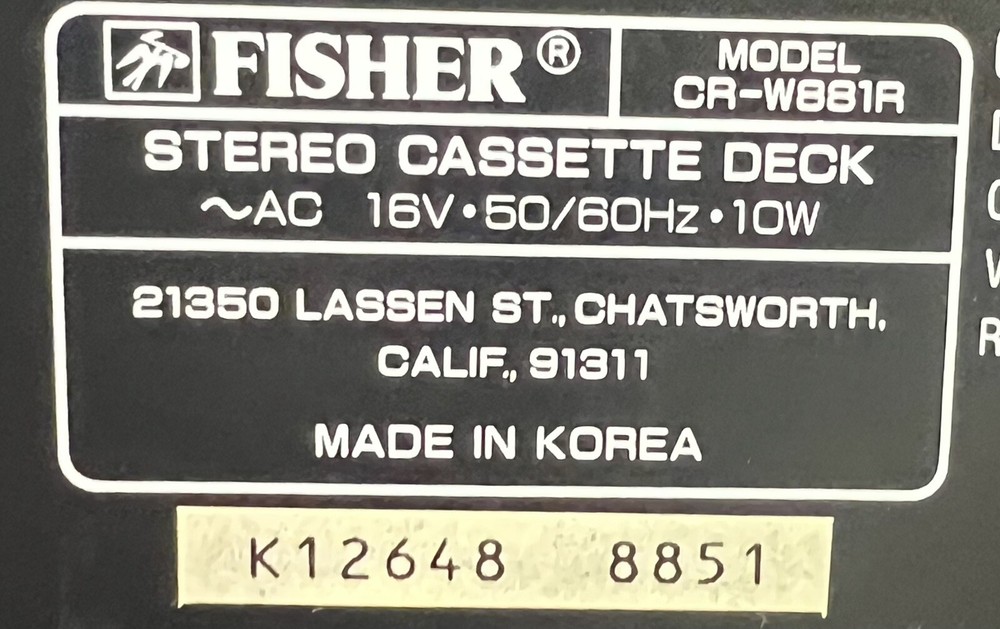 FISHER®
MODEL
CR-W881R
STEREO CASSETTE DECK
~AC 16V•50/60Hz•10W
21350 LASSEN ST., CHATSWORTH,
CALIF., 91311
MADE IN KOREA
K12648 8851